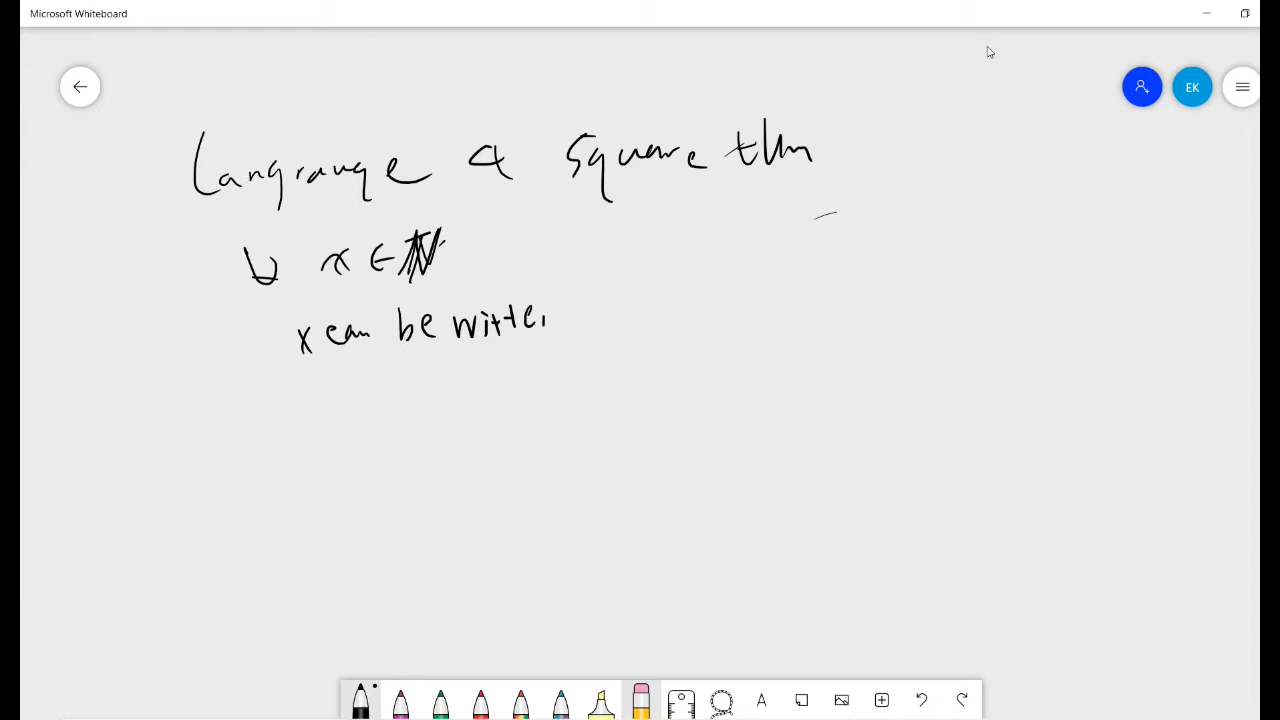 Microsoft Whiteboard
EK
Langrange 4 square thm
∀ x ∈ ℕ
x can be writte
A